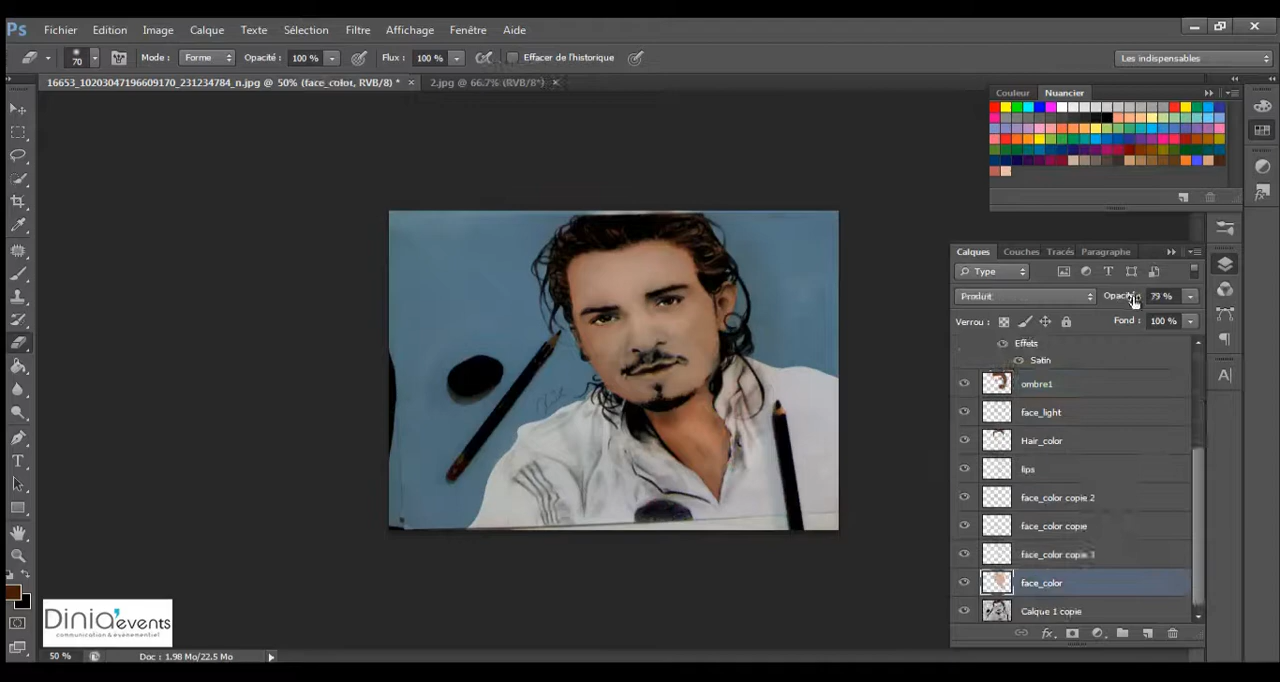 Ps Fichier Edition Image Calque Texte Sélection Filtre Affichage Fenêtre Aide
70 Mode : Forme Opacité : 100 % Flux : 100 % Effacer de l'historique Les indispensables
16653_10203047196609170_231234784_n.jpg @ 50% (face_color, RVB/8) * × 2.jpg @ 66.7% (RVB/8*) ×
Couleur Nuancier
Calques Couches Tracés Paragraphe
Type
Produit Opacité : 79 %
Verrou : Fond : 100 %
Effets
Satin
ombre1
face_light
Hair_color
lips
face_color copie 2
face_color copie
face_color copie 3
face_color
Calque 1 copie
fx
T
A
Dinia'events
communication & évènementiel
50 % Doc : 1.98 Mo/22.5 Mo